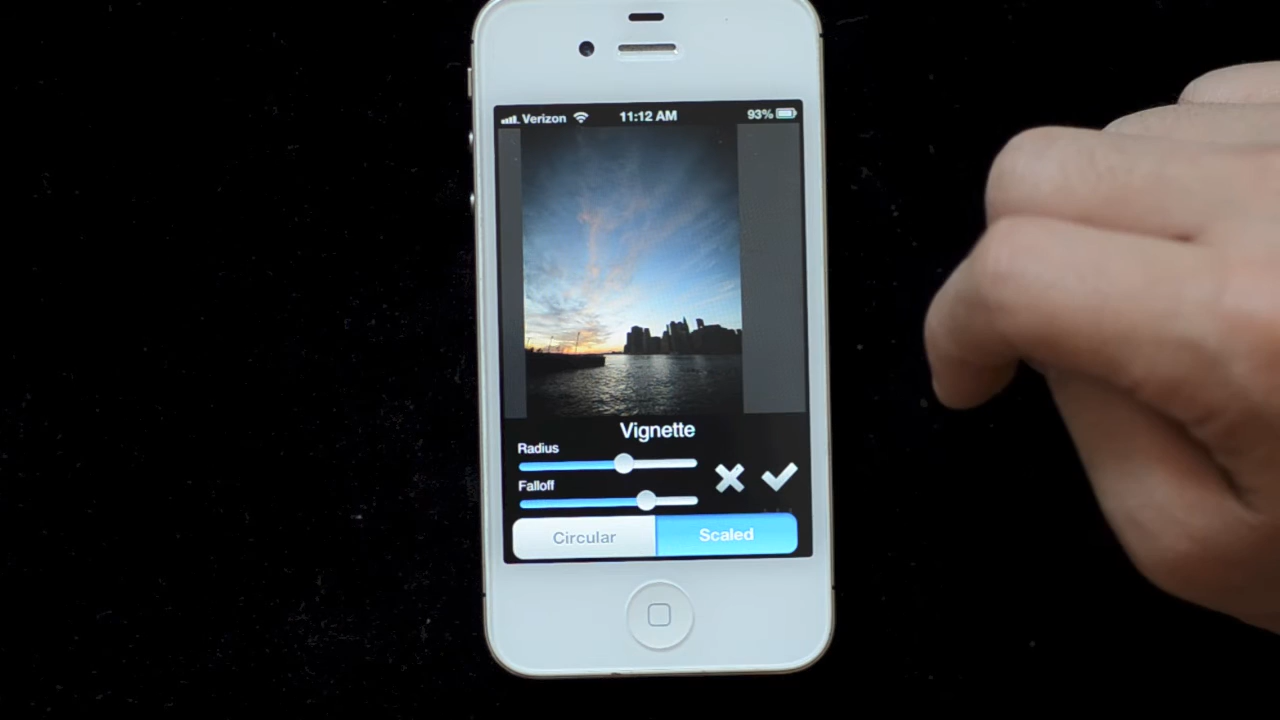 Verizon 11:12 AM 93%
Vignette
Radius
Falloff
Circular Scaled